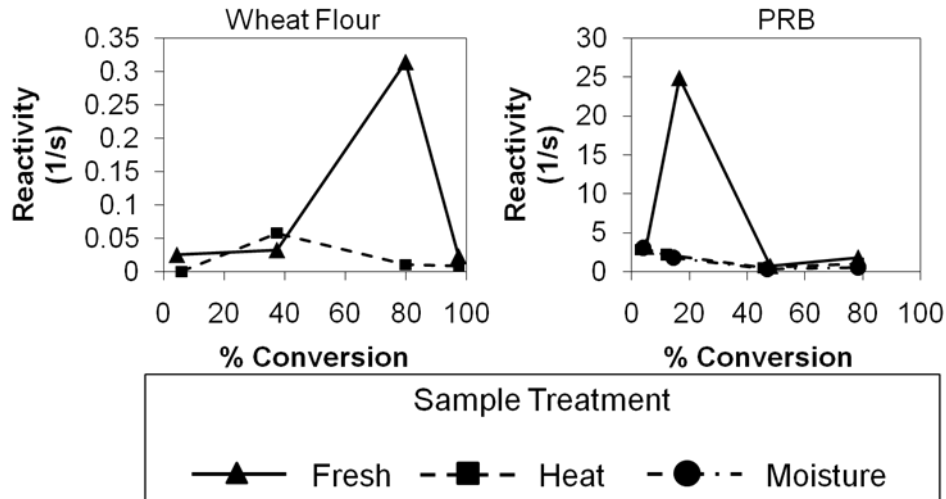 Wheat Flour
Reactivity
(1/s)
0.35
0.3
0.25
0.2
0.15
0.1
0.05
0
0 20 40 60 80 100
% Conversion
PRB
Reactivity
(1/s)
30
25
20
15
10
5
0
0 20 40 60 80 100
% Conversion
Sample Treatment
Fresh Heat Moisture